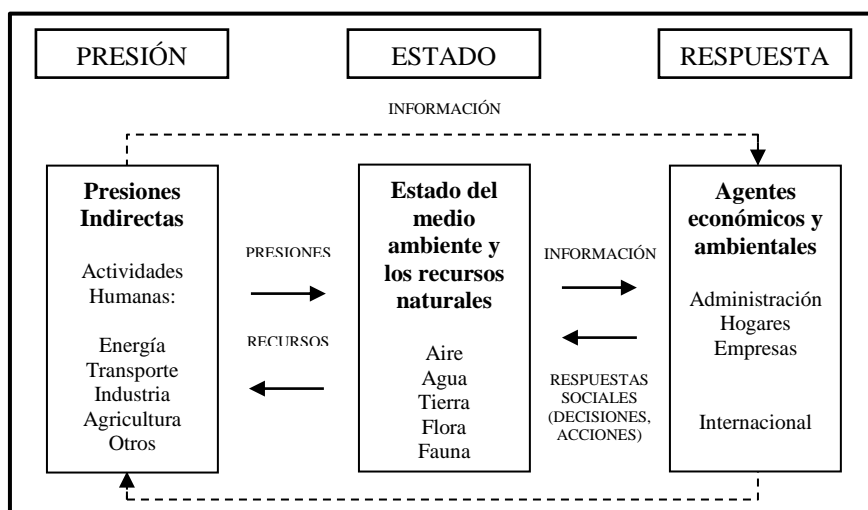 PRESIÓN
ESTADO
RESPUESTA
INFORMACIÓN
Presiones
Indirectas
Actividades
Humanas:
Energía
Transporte
Industria
Agricultura
Otros
PRESIONES
RECURSOS
Estado del
medio
ambiente y
los recursos
naturales
Aire
Agua
Tierra
Flora
Fauna
INFORMACIÓN
RESPUESTAS
SOCIALES
(DECISIONES,
ACCIONES)
Agentes
económicos y
ambientales
Administración
Hogares
Empresas
Internacional